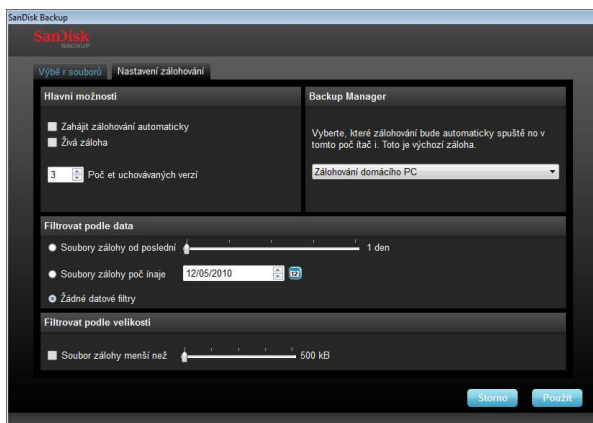 SanDisk Backup
SanDisk
BACKUP
Výbě r souborů
Nastavení zálohování
Hlavní možnosti
Zahájit zálohování automaticky
Živá záloha
3 Poč et uchovávaných verzí
Backup Manager
Vyberte, které zálohování bude automaticky spuště no v
tomto poč ítač i. Toto je výchozí záloha.
Zálohování domácího PC
Filtrovat podle data
Soubory zálohy od poslední 1 den
Soubory zálohy poč ínaje 12/05/2010 12
Žádné datové filtry
Filtrovat podle velikosti
Soubor zálohy menší než 500 kB
Storno
Použít